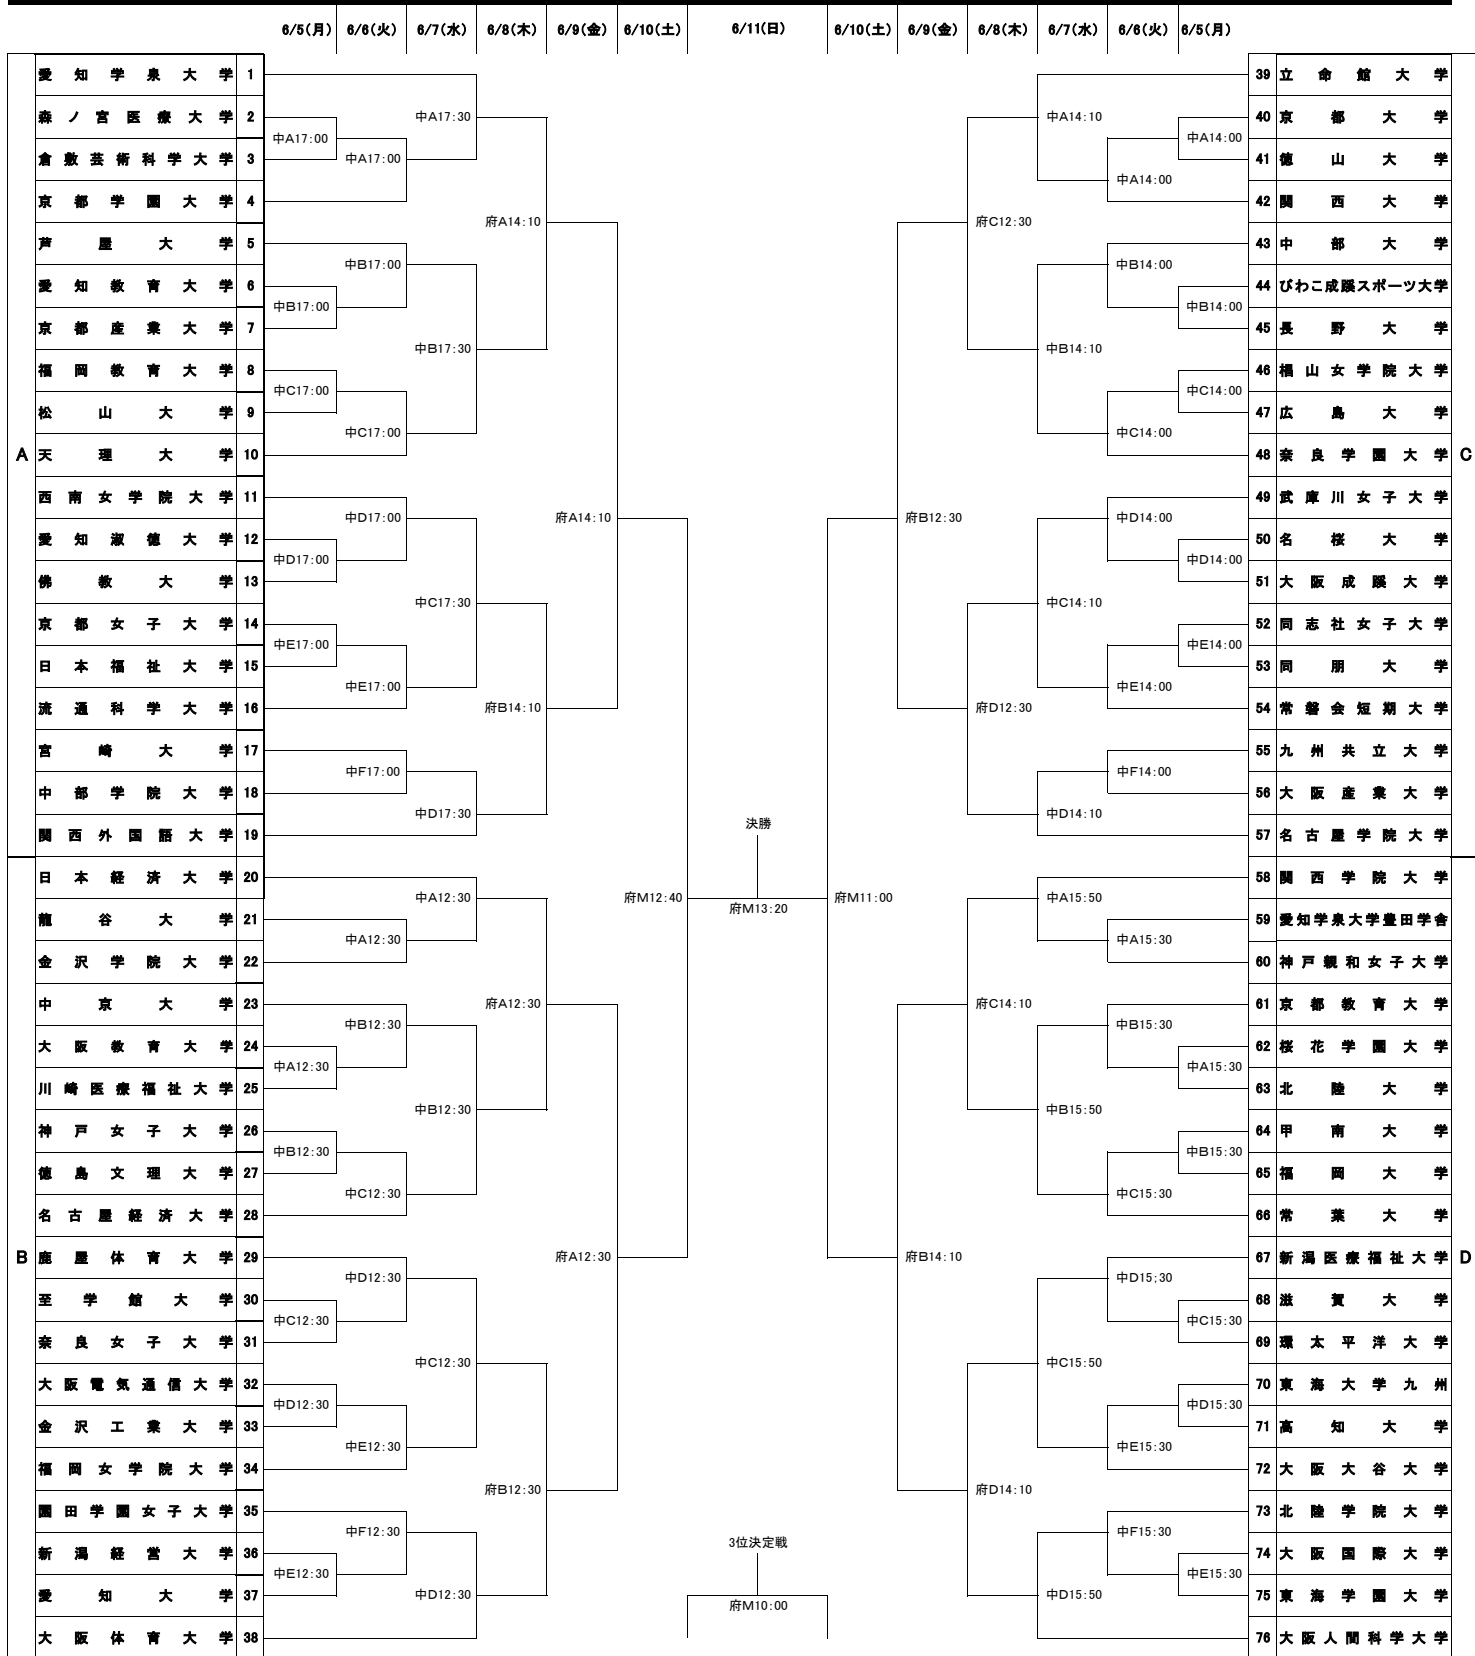 6/5(月) 6/6(火) 6/7(水) 6/8(木) 6/9(金) 6/10(土) 6/11(日) 6/10(土) 6/9(金) 6/8(木) 6/7(水) 6/6(火) 6/5(月)
愛知学泉大学 1 39 立命館大学
森ノ宮医療大学 2 中A17:30 中A14:10 40 京都大学
中A17:00 中A14:00
倉敷芸術科学大学 3 中A17:00 41 徳山大学
中A14:00
京都学園大学 4 42 関西大学
府A14:10 府C12:30
芦屋大学 5 43 中部大学
中B17:00 中B14:00
愛知教育大学 6 44 びわこ成蹊スポーツ大学
中B17:00 中B14:00
京都産業大学 7 45 長野大学
中B17:30 中B14:10
福岡教育大学 8 46 椙山女学院大学
中C17:00 中C14:00
松山大学 9 47 広島大学
中C17:00 中C14:00
A 天理大学 10 48 奈良学園大学 C
西南女学院大学 11 49 武庫川女子大学
中D17:00 府A14:10 府B12:30 中D14:00
愛知淑徳大学 12 50 名桜大学
中D17:00 中D14:00
佛教大学 13 51 大阪成蹊大学
中C17:30 中C14:10
京都女子大学 14 52 同志社女子大学
中E17:00 中E14:00
日本福祉大学 15 53 同朋大学
中E17:00 中E14:00
流通科学大学 16 府B14:10 府D12:30 54 常磐会短期大学
宮崎大学 17 55 九州共立大学
中F17:00 中F14:00
中部学院大学 18 56 大阪産業大学
中D17:30 中D14:10
関西外国語大学 19 決勝 57 名古屋学院大学
日本経済大学 20 58 関西学院大学
中A12:30 府M12:40 府M13:20 府M11:00 中A15:50
龍谷大学 21 59 愛知学泉大学豊田学舎
中A12:30 中A15:30
金沢学院大学 22 60 神戸親和女子大学
中京大学 23 府A12:30 府C14:10 61 京都教育大学
中B12:30 中B15:30
大阪教育大学 24 62 桜花学園大学
中A12:30 中A15:30
川崎医療福祉大学 25 63 北陸大学
中B12:30 中B15:50
神戸女子大学 26 64 甲南大学
中B12:30 中B15:30
徳島文理大学 27 65 福岡大学
中C12:30 中C15:30
名古屋経済大学 28 66 常葉大学
B 鹿屋体育大学 29 府A12:30 府B14:10 67 新潟医療福祉大学 D
中D12:30 中D15;30
至学館大学 30 68 滋賀大学
中C12:30 中C15:30
奈良女子大学 31 69 環太平洋大学
中C12:30 中C15:50
大阪電気通信大学 32 70 東海大学九州
中D12:30 中D15:30
金沢工業大学 33 71 高知大学
中E12:30 中E15:30
福岡女学院大学 34 72 大阪大谷大学
府B12:30 府D14:10
園田学園女子大学 35 73 北陸学院大学
中F12:30 3位決定戦 中F15:30
新潟経営大学 36 74 大阪国際大学
中E12:30 中E15:30
愛知大学 37 中D12:30 府M10:00 中D15:50 75 東海学園大学
大阪体育大学 38 76 大阪人間科学大学